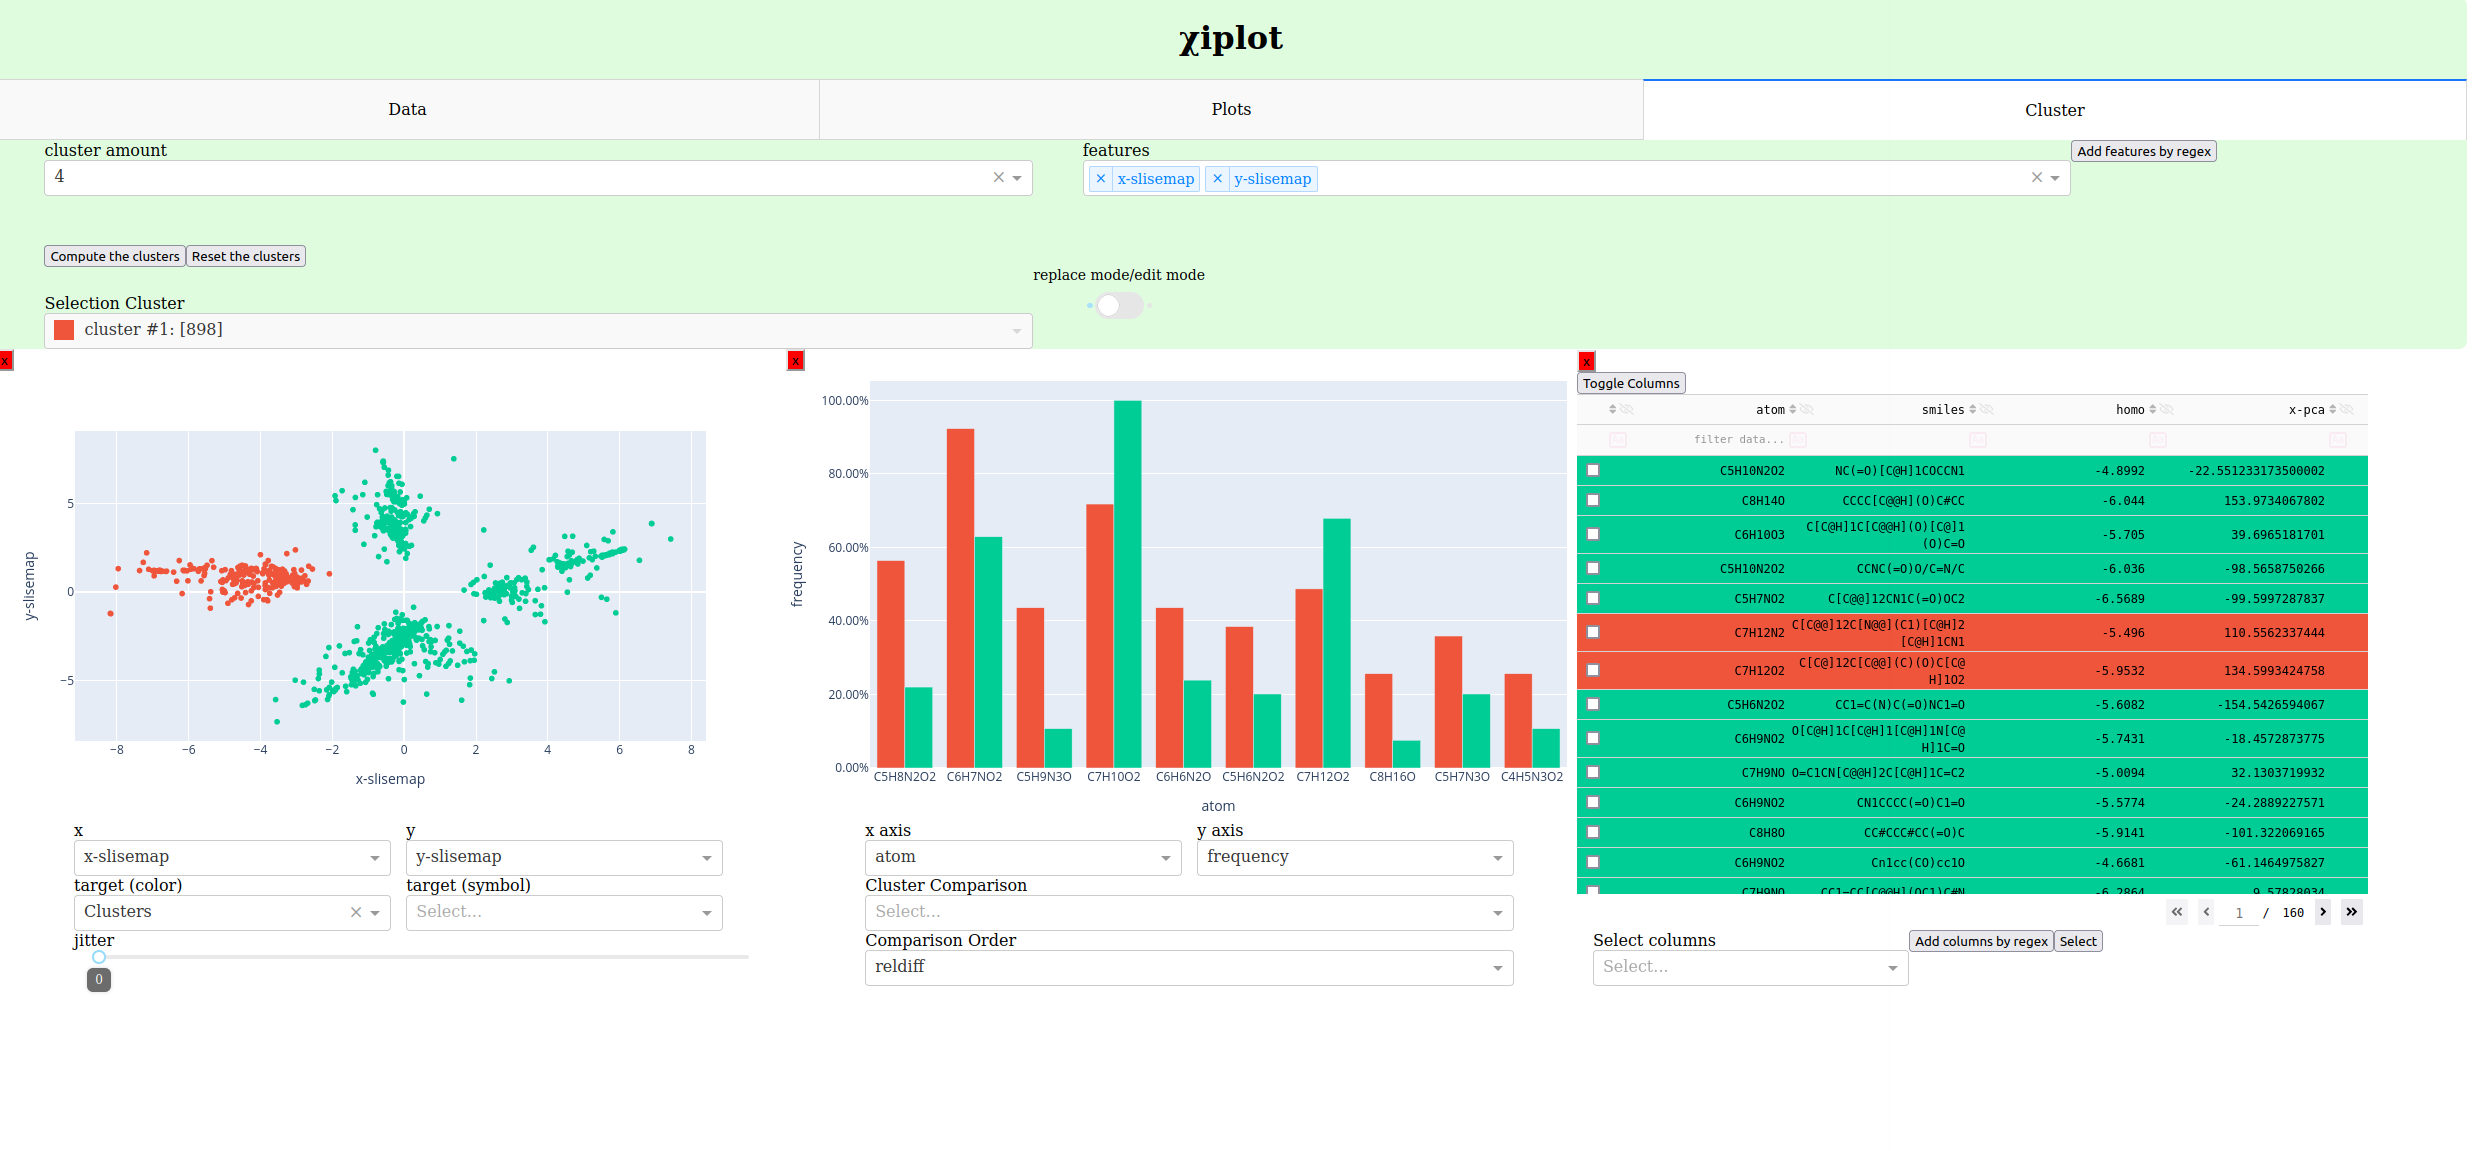 χiplot
Data
Plots
Cluster
cluster amount
4
features
× x-slisemap × y-slisemap
Add features by regex
Compute the clusters
Reset the clusters
replace mode/edit mode
Selection Cluster
cluster #1: [898]
x
y-slisemap
5
0
−5
−8 −6 −4 −2 0 2 4 6 8
x-slisemap
x
x-slisemap
y
y-slisemap
target (color)
Clusters
target (symbol)
Select...
jitter
0
x
frequency
100.00%
80.00%
60.00%
40.00%
20.00%
0.00%
C5H8N2O2 C6H7NO2 C5H9N3O C7H10O2 C6H6N2O C5H6N2O2 C7H12O2 C8H16O C5H7N3O C4H5N3O2
atom
x axis
atom
y axis
frequency
Cluster Comparison
Select...
Comparison Order
reldiff
x
Toggle Columns
atom smiles homo x-pca
filter data...
C5H10N2O2 NC(=O)[C@H]1COCCN1 -4.8992 -22.551233173500002
C8H14O CCCC[C@@H](O)C#CC -6.044 153.9734067802
C6H10O3 C[C@H]1C[C@@H](O)[C@]1 -5.705 39.6965181701
(O)C=O
C5H10N2O2 CCNC(=O)O/C=N/C -6.036 -98.5658750266
C5H7NO2 C[C@@]12CN1C(=O)OC2 -6.5689 -99.5997287837
C7H12N2 C[C@@]12C[N@@](C1)[C@H]2 -5.496 110.5562337444
[C@H]1CN1
C7H12O2 C[C@]12C[C@@](C)(O)C[C@ -5.9532 134.5993424758
H]1O2
C5H6N2O2 CC1=C(N)C(=O)NC1=O -5.6082 -154.5426594067
C6H9NO2 O[C@H]1C[C@H]1[C@H]1N[C@ -5.7431 -18.4572873775
H]1C=O
C7H9NO O=C1CN[C@@H]2C[C@H]1C=C2 -5.0094 32.1303719932
C6H9NO2 CN1CCCC(=O)C1=O -5.5774 -24.2889227571
C8H8O CC#CCC#CC(=O)C -5.9141 -101.322069165
C6H9NO2 Cn1cc(CO)cc1O -4.6681 -61.1464975827
C7H9NO CC1=CC[C@@H](OC1)C#N -6.2864 9.57828034
1 / 160
Select columns
Select...
Add columns by regex
Select